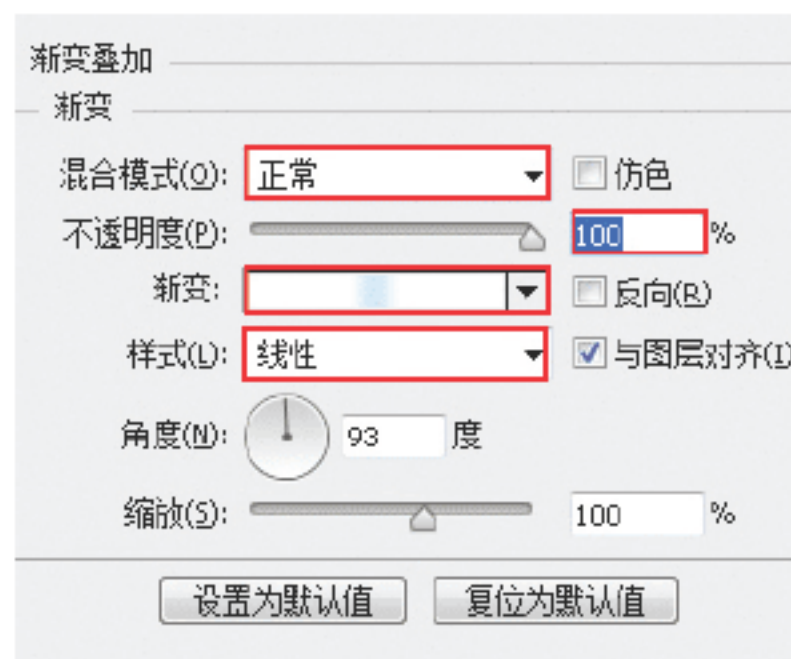 渐变叠加
渐变
混合模式(O): 正常 仿色
不透明度(P): 100 %
渐变: 反向(R)
样式(L): 线性 与图层对齐(I
角度(N): 93 度
缩放(S): 100 %
设置为默认值 复位为默认值